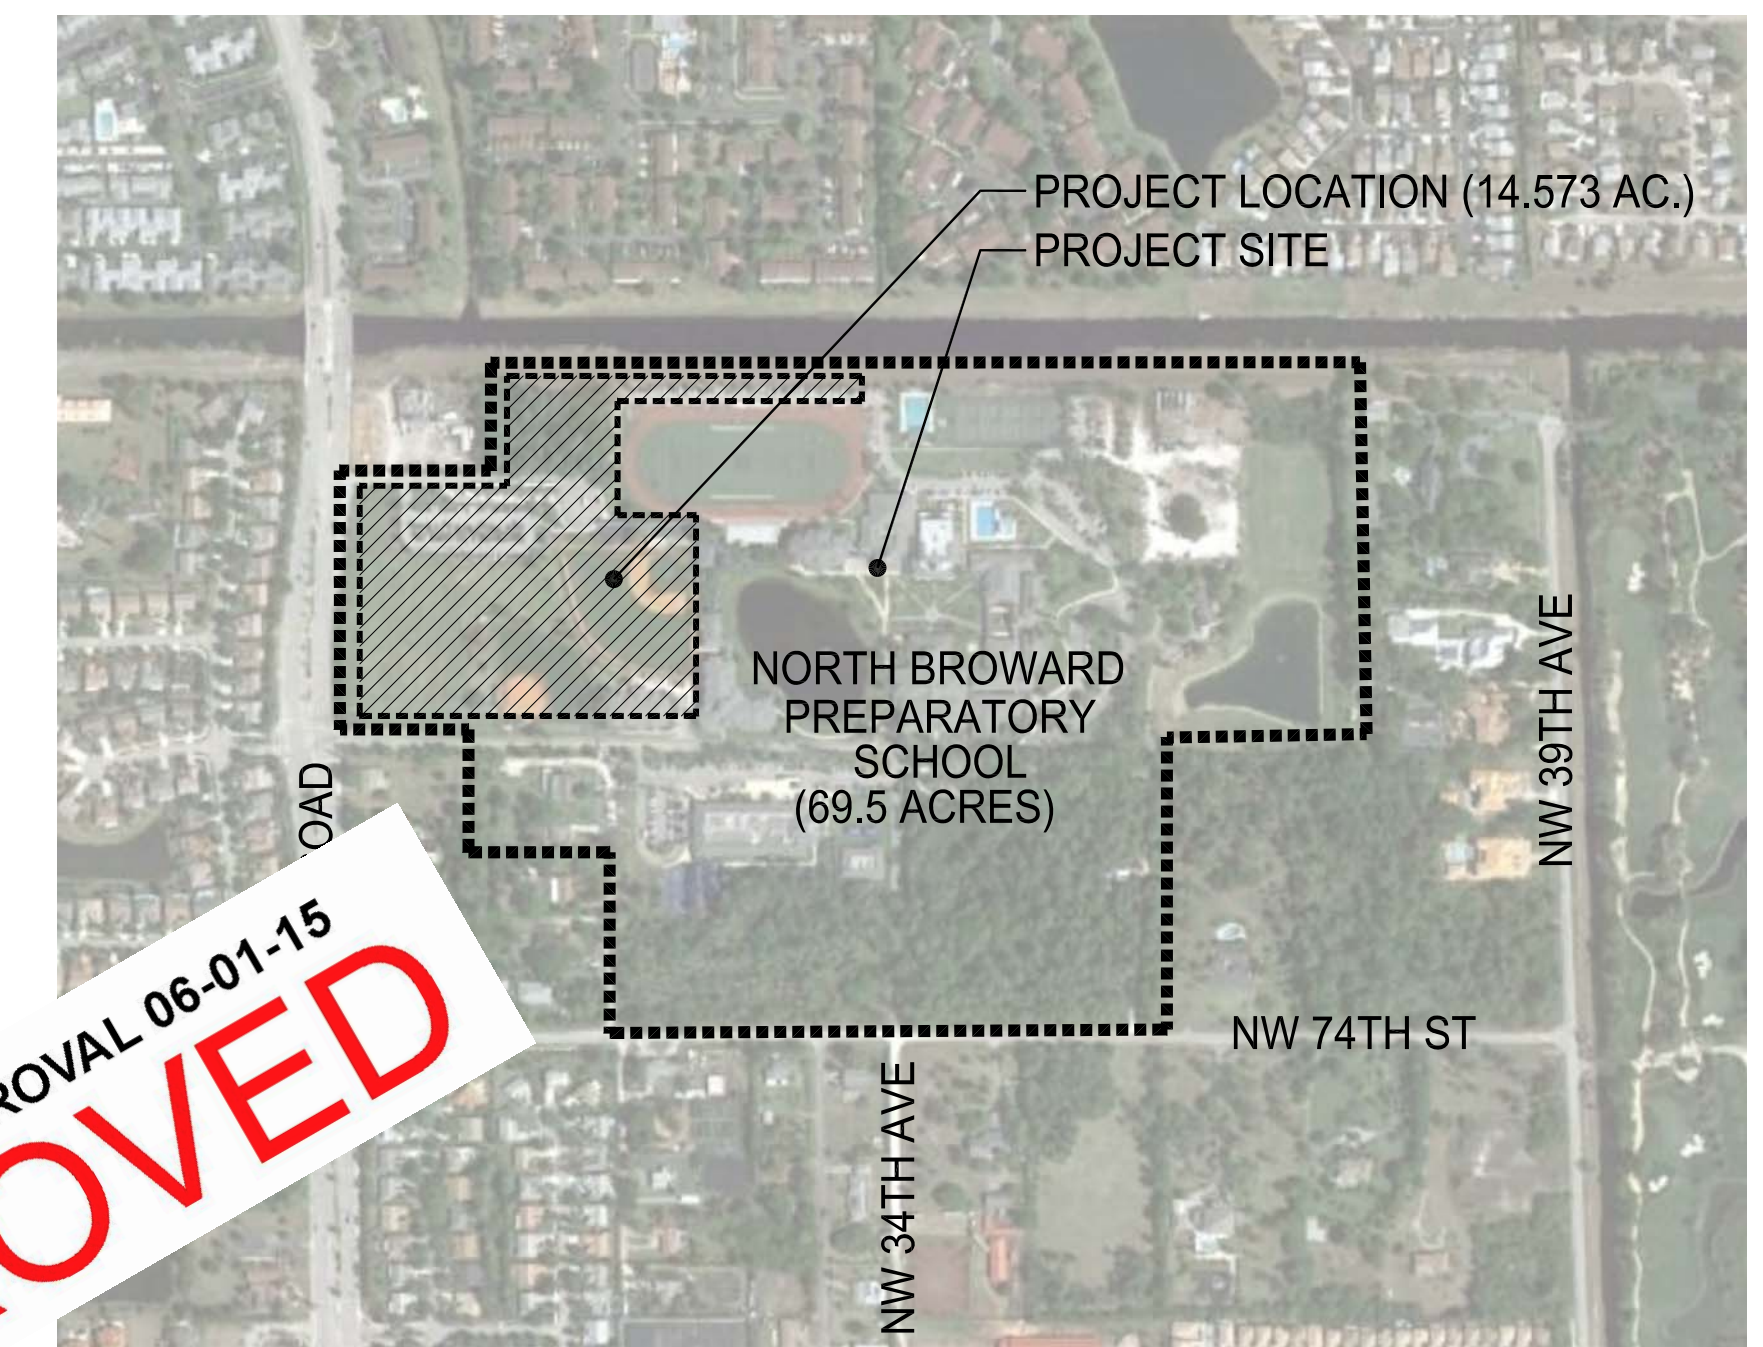 PROJECT LOCATION (14.573 AC.)
PROJECT SITE
NORTH BROWARD
PREPARATORY
SCHOOL
(69.5 ACRES)
NW 39TH AVE
OAD
ROVAL 06-01-15
OVED
NW 74TH ST
NW 34TH AVE